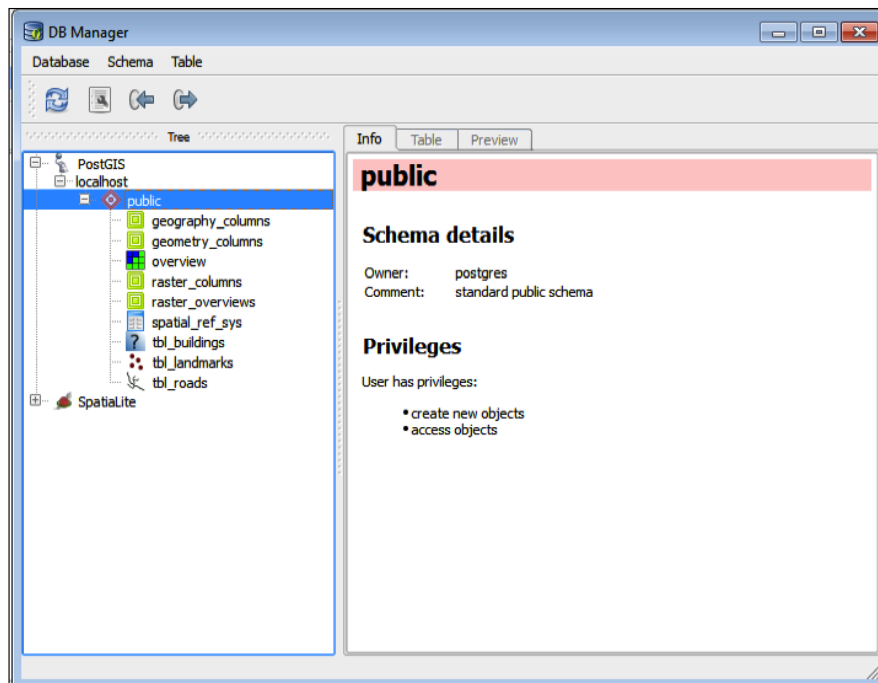 DB Manager
Database Schema Table
Tree
PostGIS
localhost
public
geography_columns
geometry_columns
overview
raster_columns
raster_overviews
spatial_ref_sys
? tbl_buildings
tbl_landmarks
tbl_roads
SpatiaLite
Info Table Preview
public
Schema details
Owner: postgres
Comment: standard public schema
Privileges
User has privileges:
• create new objects
• access objects